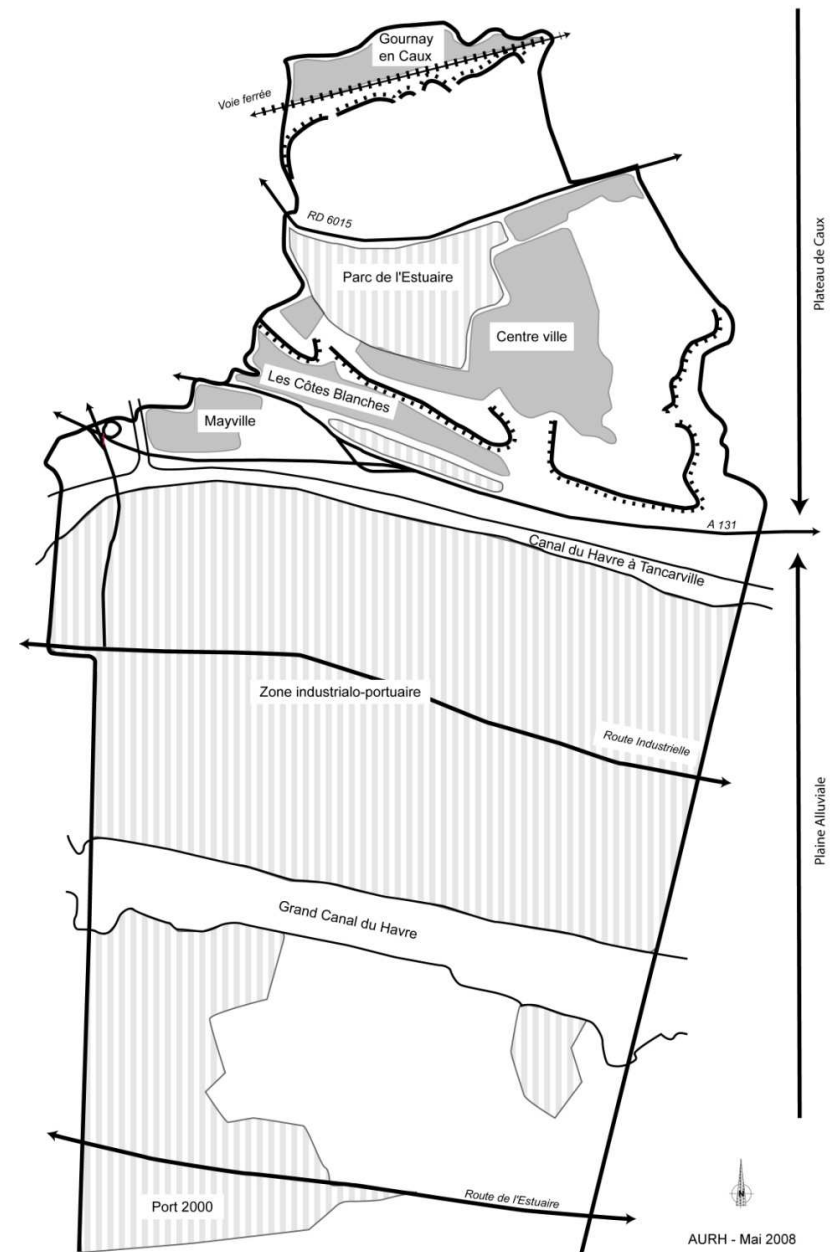 Gournay
en Caux
Voie ferrée
RD 6015
Parc de l'Estuaire
Plateau de Caux
Centre ville
Les Côtes Blanches
Mayville
A 131
Canal du Havre à Tancarville
Zone industrialo-portuaire
Route Industrielle
Plaine Alluviale
Grand Canal du Havre
Route de l'Estuaire
Port 2000
N
AURH - Mai 2008